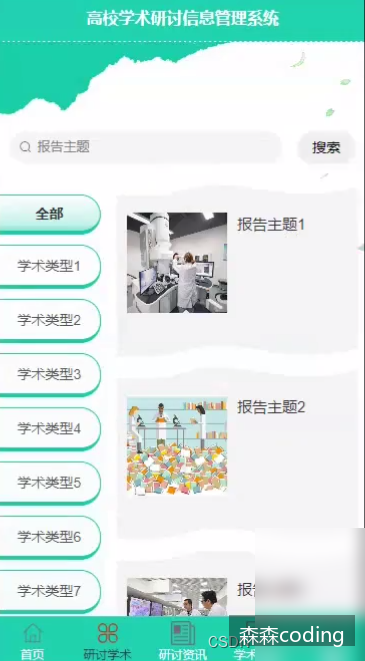 高校学术研讨信息管理系统
报告主题
搜索
全部
学术类型1
学术类型2
学术类型3
学术类型4
学术类型5
学术类型6
学术类型7
报告主题1
报告主题2
报
首页
研讨学术
研讨资讯
学术
CSD
森森coding